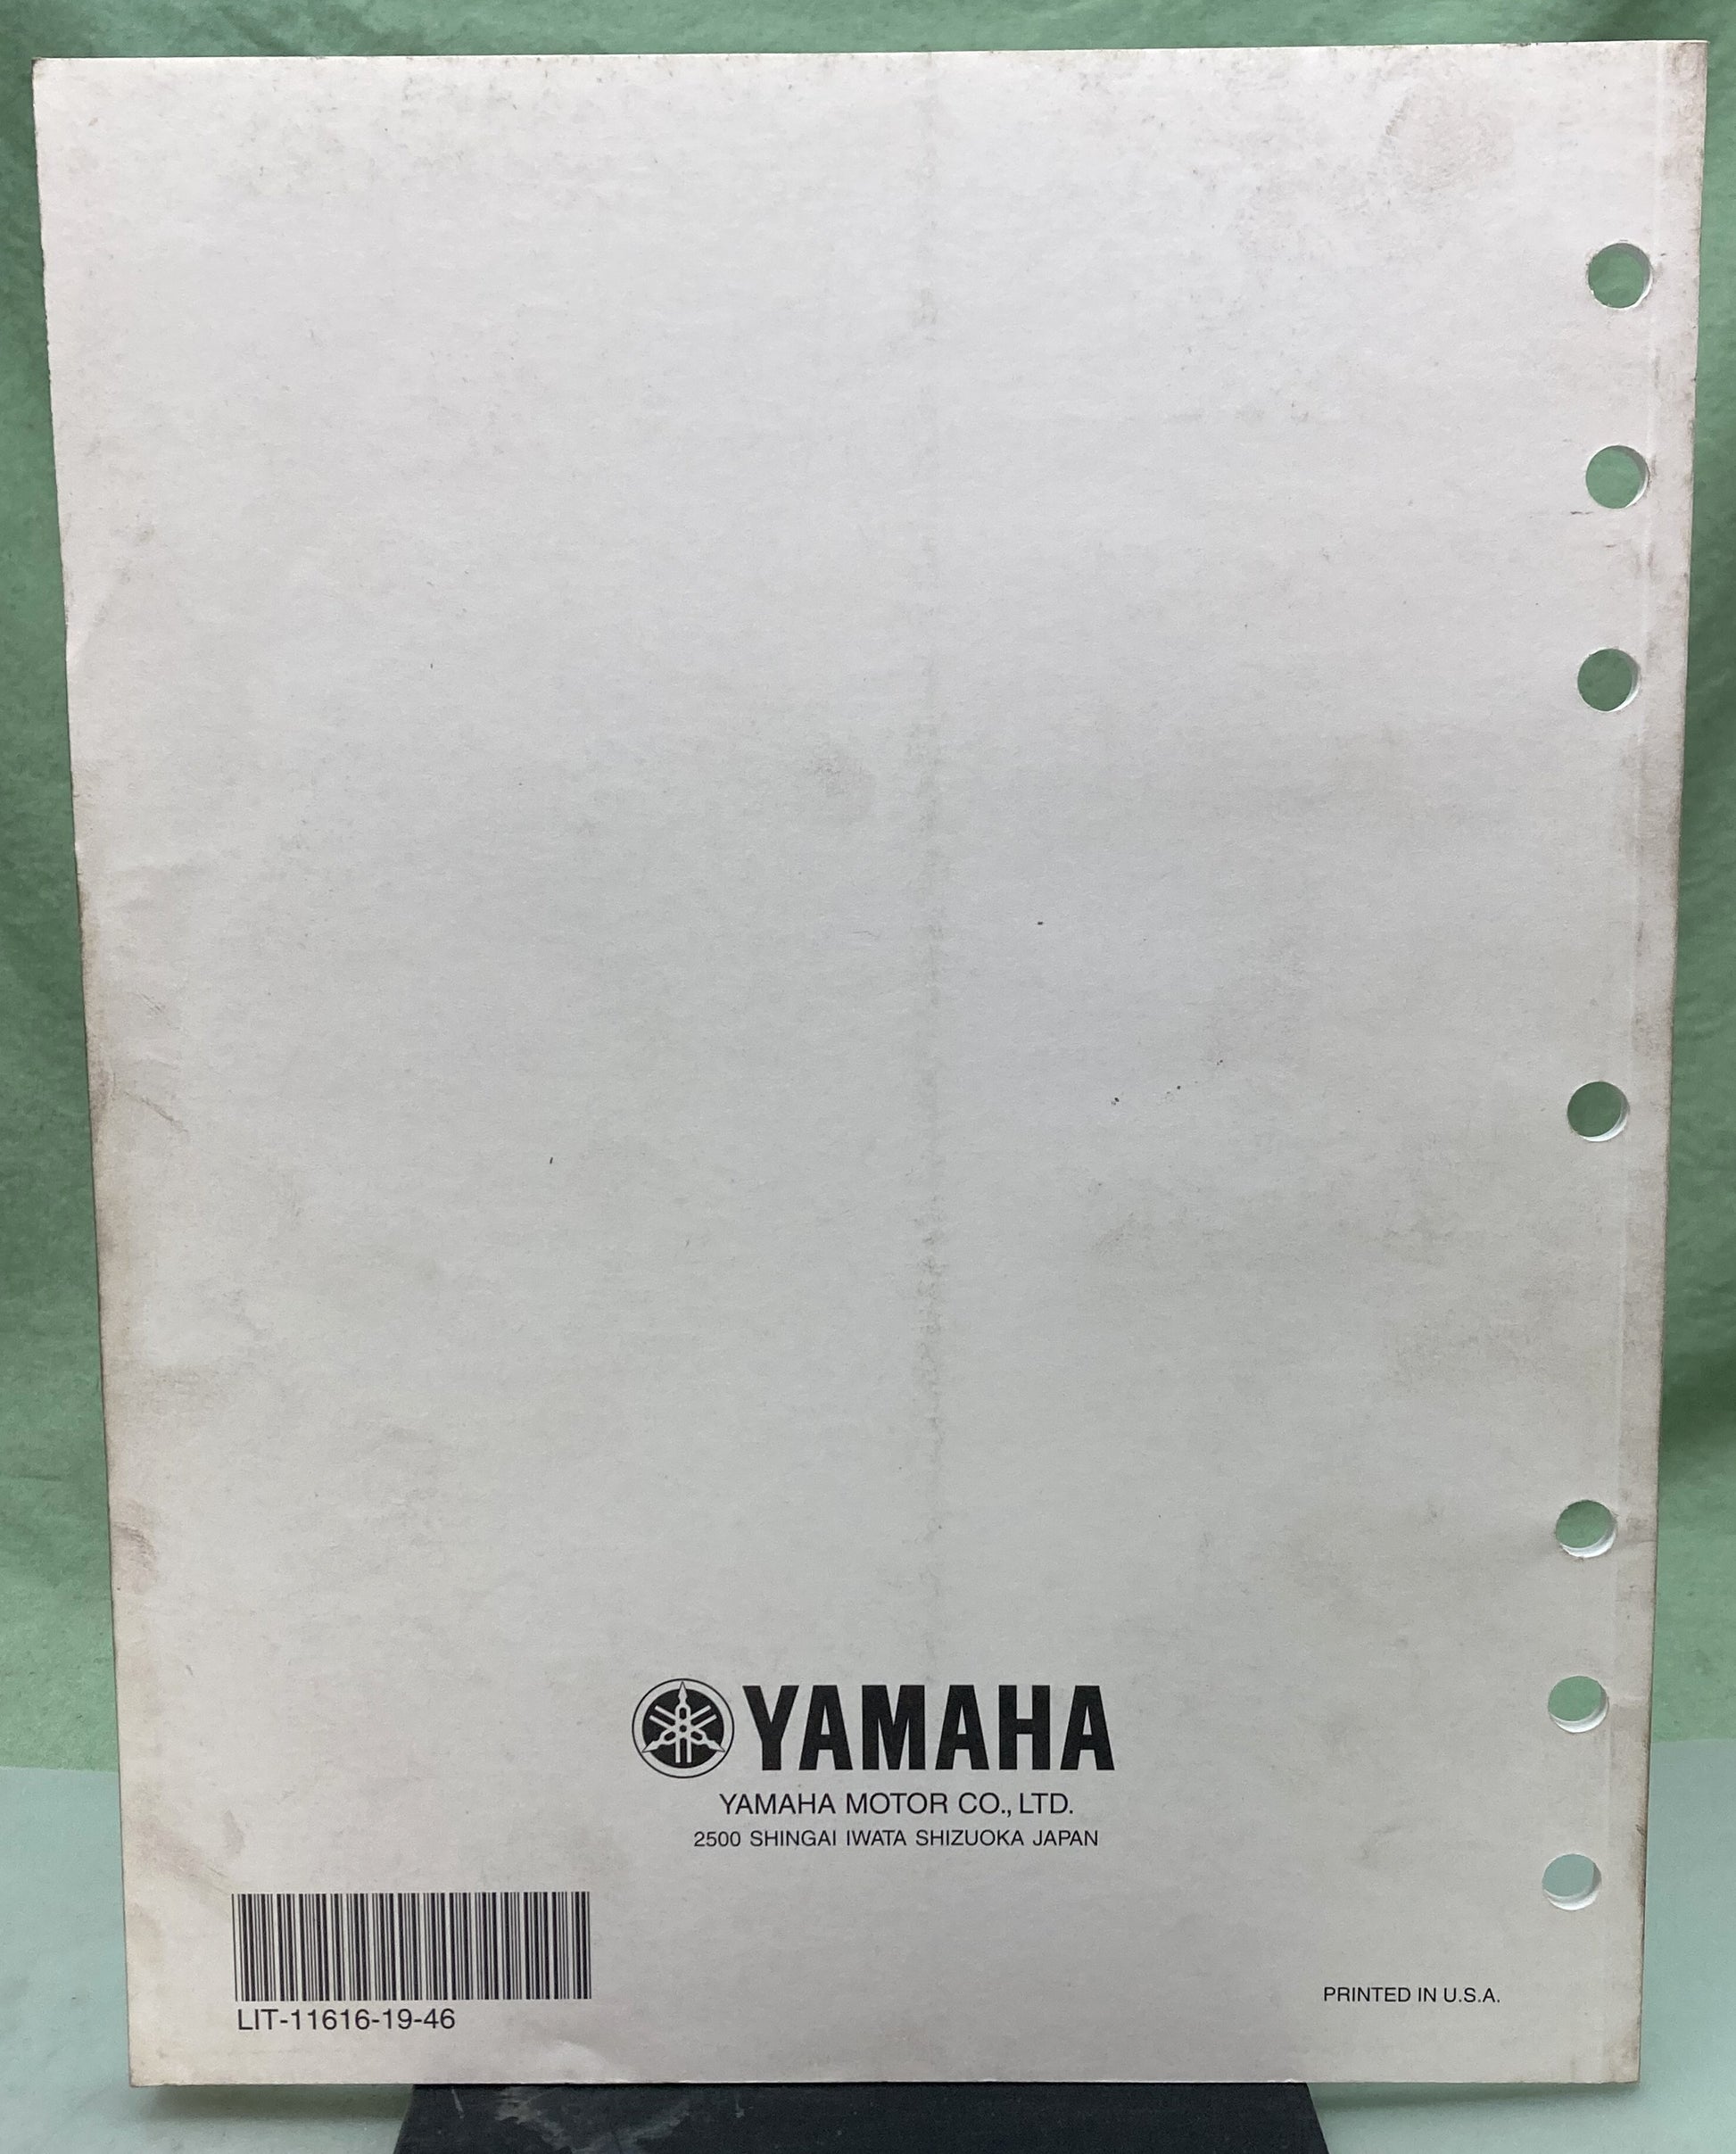 YAMAHA
YAMAHA MOTOR CO., LTD.
2500 SHINGAI IWATA SHIZUOKA JAPAN
LIT-11616-19-46
PRINTED IN U.S.A.